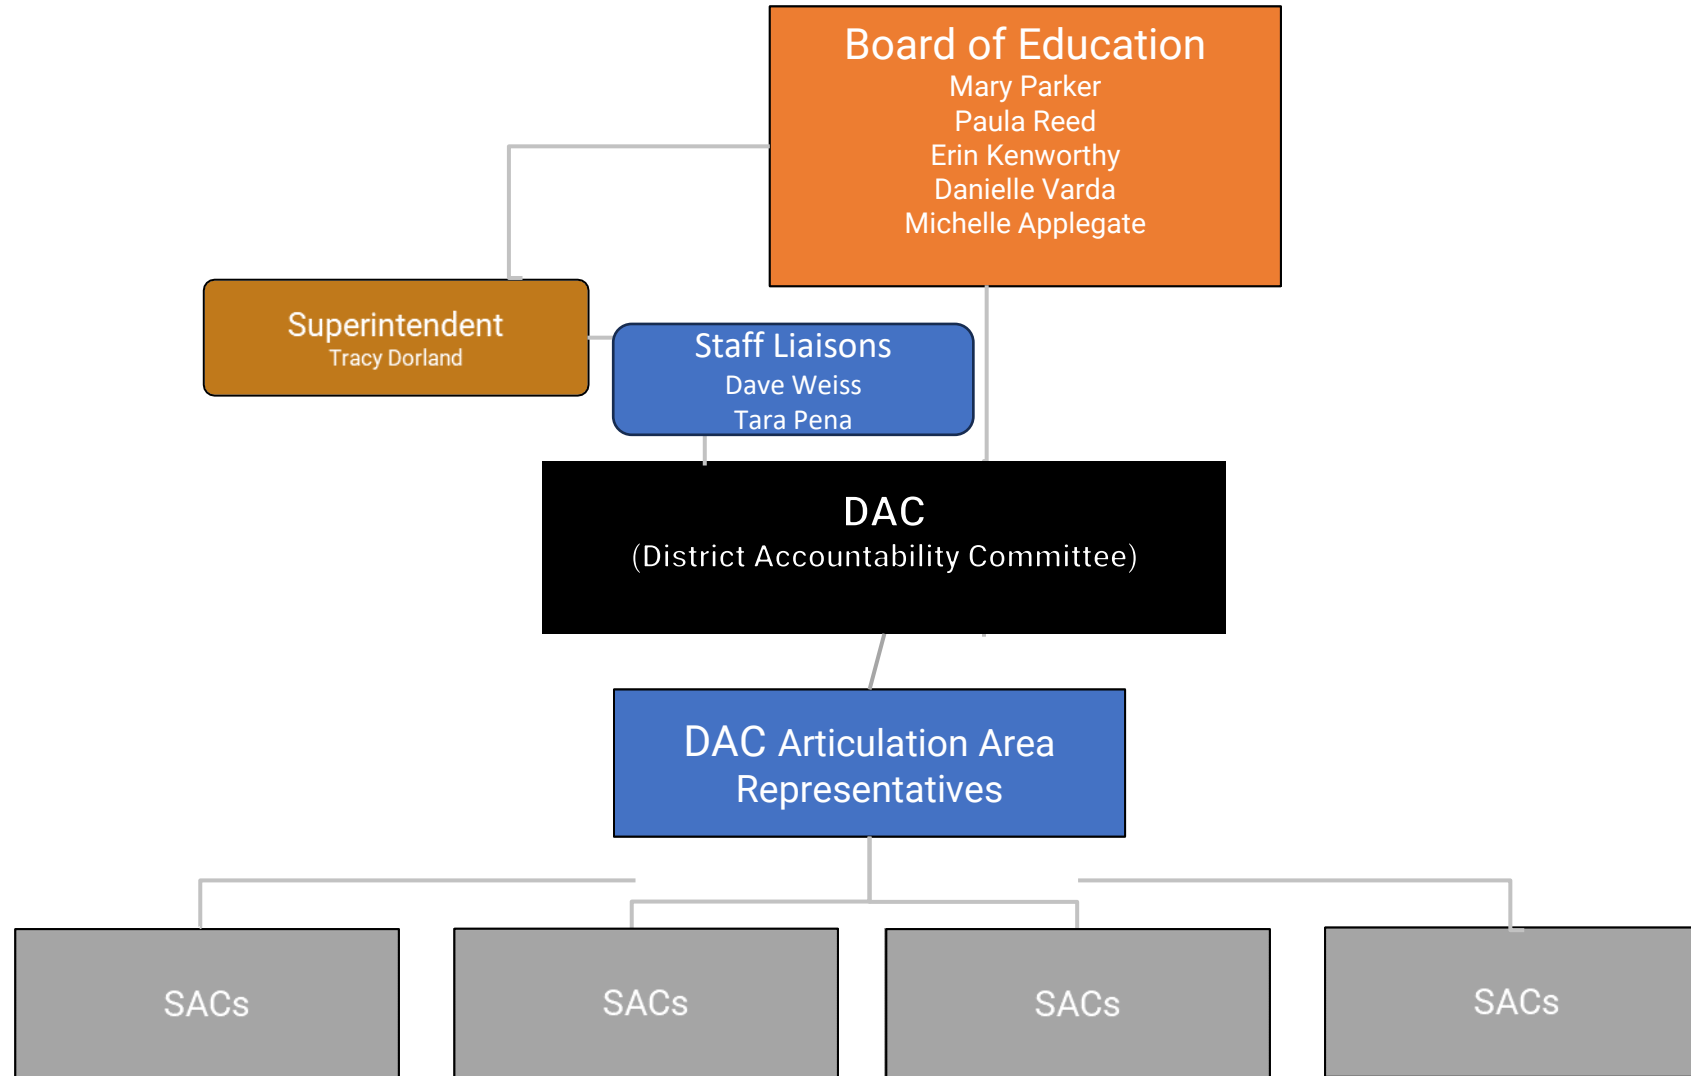 Board of Education
Mary Parker
Paula Reed
Erin Kenworthy
Danielle Varda
Michelle Applegate
Superintendent
Tracy Dorland
Staff Liaisons
Dave Weiss
Tara Pena
DAC
(District Accountability Committee)
DAC Articulation Area
Representatives
SACs
SACs
SACs
SACs